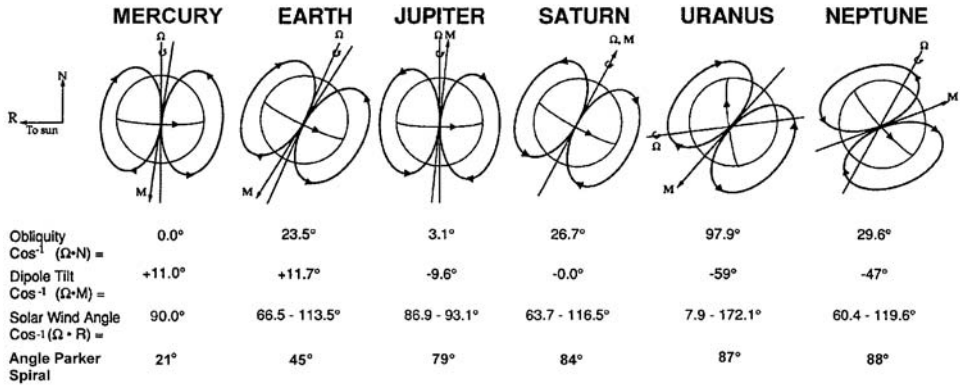 MERCURY EARTH JUPITER SATURN URANUS NEPTUNE
Ω Ω Ω M Ω, M Ω
N
R
To sun
M
Ω
M M M
Obliquity 0.0° 23.5° 3.1° 26.7° 97.9° 29.6°
Cos⁻¹ (Ω•N) =
Dipole Tilt +11.0° +11.7° -9.6° -0.0° -59° -47°
Cos⁻¹ (Ω•M) =
Solar Wind Angle 90.0° 66.5 - 113.5° 86.9 - 93.1° 63.7 - 116.5° 7.9 - 172.1° 60.4 - 119.6°
Cos-1(Ω • R) =
Angle Parker 21° 45° 79° 84° 87° 88°
Spiral